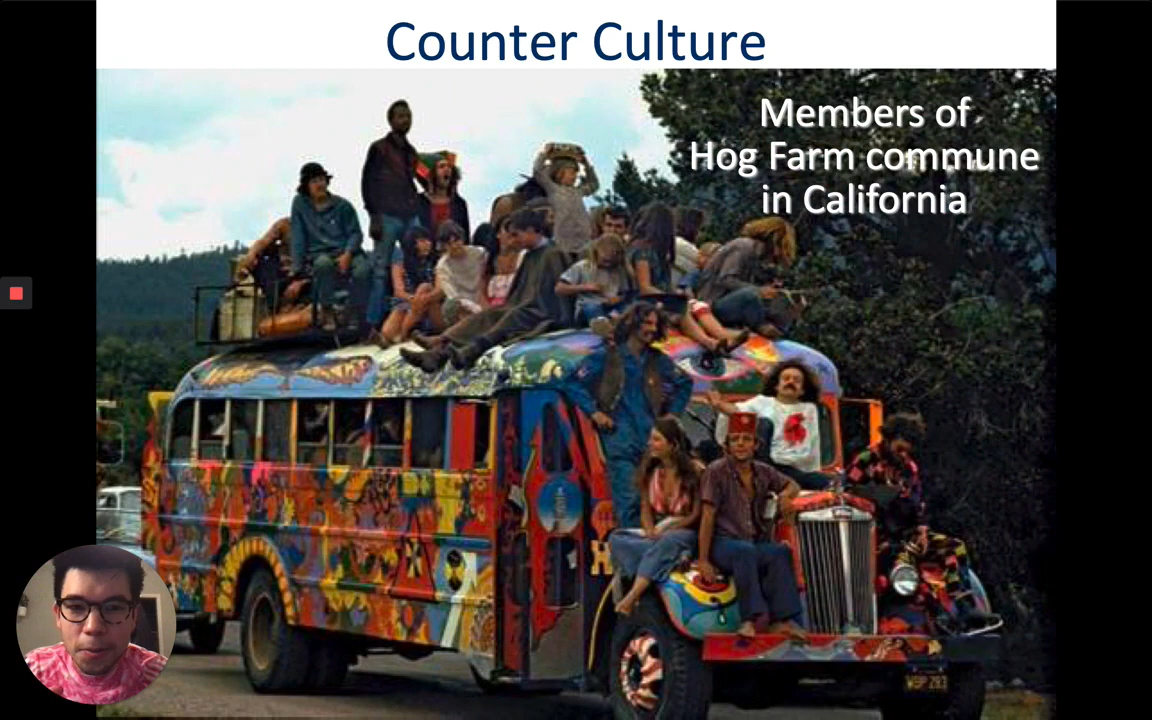 Counter Culture
Members of
Hog Farm commune
in California